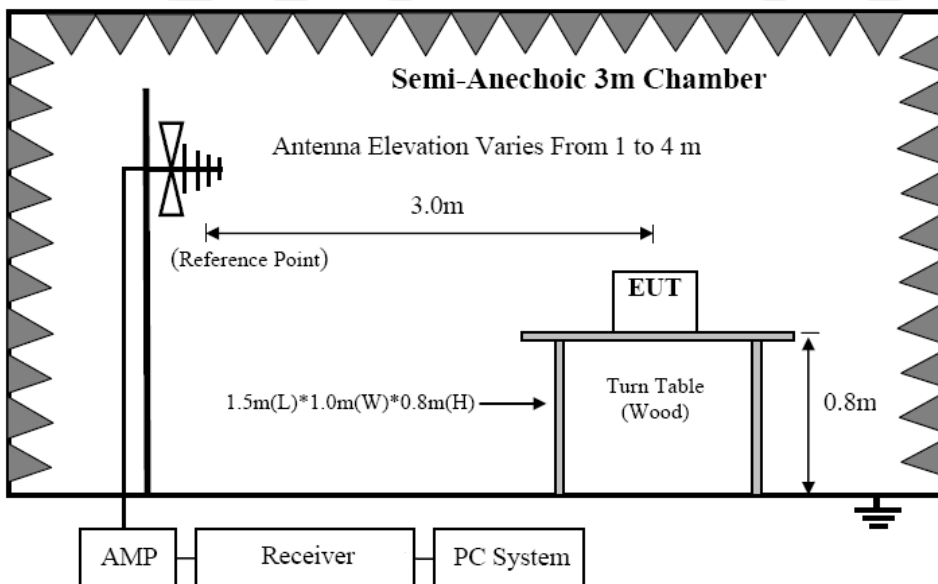 Semi-Anechoic 3m Chamber
Antenna Elevation Varies From 1 to 4 m
3.0m
(Reference Point)
EUT
1.5m(L)*1.0m(W)*0.8m(H)
Turn Table
(Wood)
0.8m
AMP
Receiver
PC System